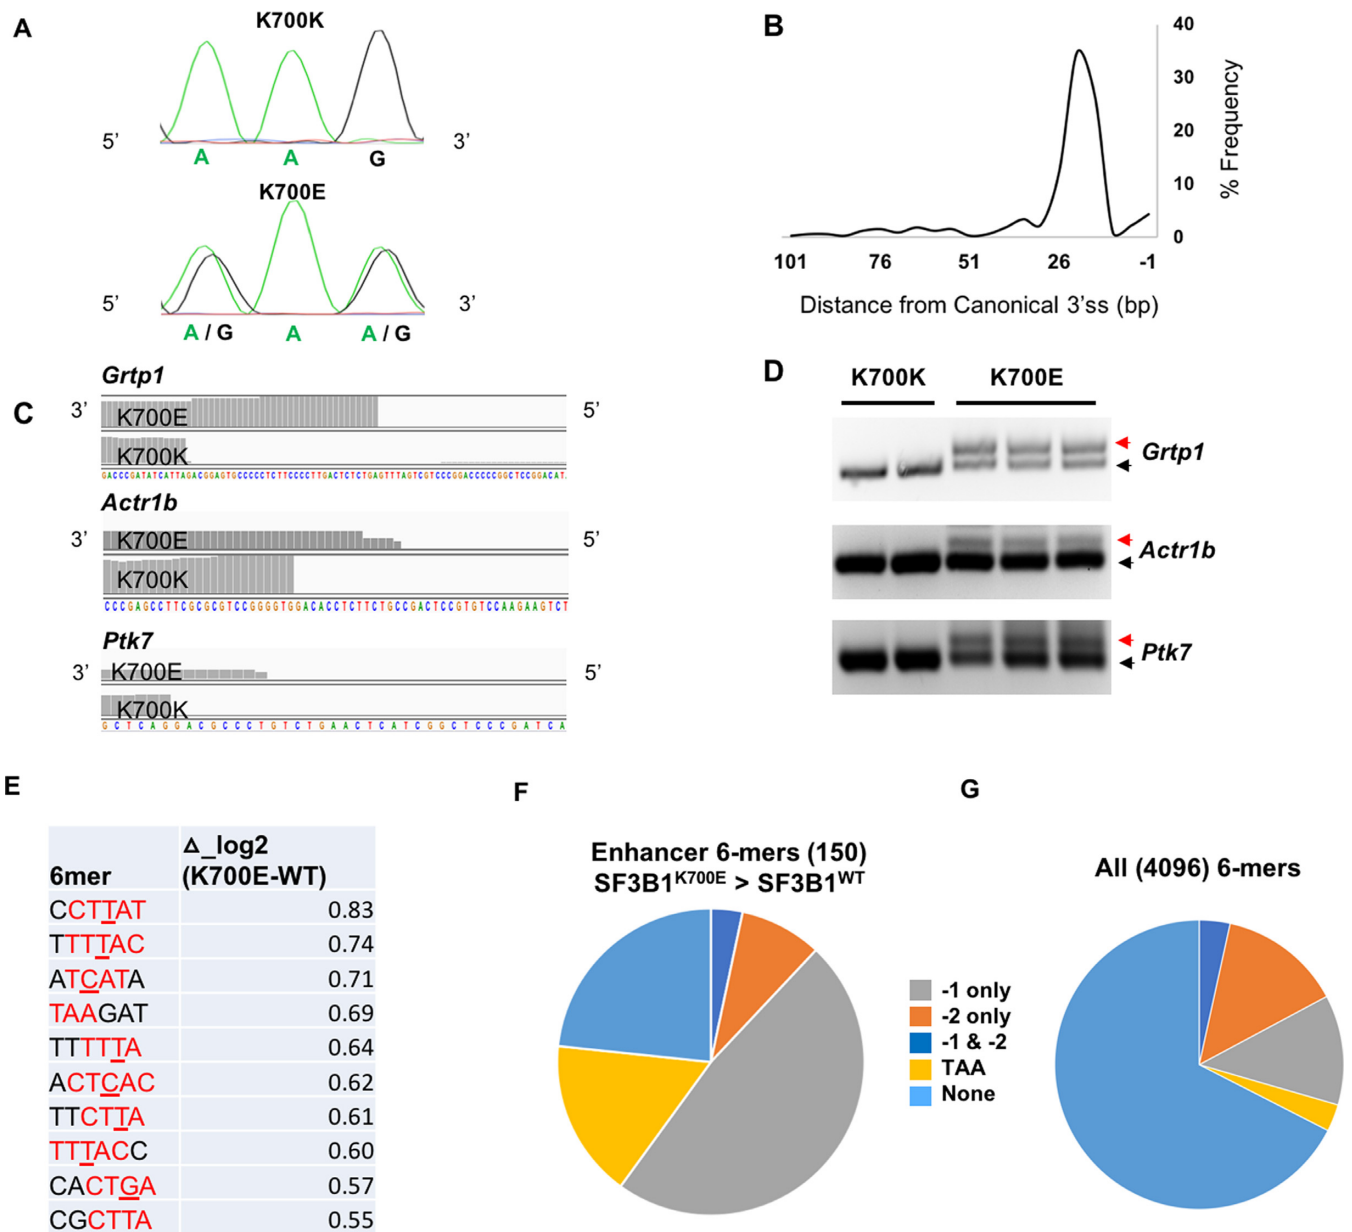 A
K700K
5’
3’
A
A
G
K700E
5’
3’
A / G
A
A / G
B
40
30
20
10
0
% Frequency
101
76
51
26
-1
Distance from Canonical 3’ss (bp)
C
Grtp1
3’
K700E
5’
K700K
GACCCGATATCATTAGACGGAGTGCCCCCTCTTCCCCTTGACTCTCTGAGTTTAGTCGTCCCGGACCCCCGGCTCCGGACAT
Actr1b
3’
K700E
5’
K700K
CCCGAGCCTTCGCGCGTCCGGGGTGGACACCTCTTCTGCCGACTCCGTGTCCAAGAAGTCT
Ptk7
3’
K700E
5’
K700K
GCTCAGGACGCCCTGTCTGAACTCATCGGCTCCCGATCA
D
K700K
K700E
Grtp1
Actr1b
Ptk7
E
6mer
Δ_log2
(K700E-WT)
CCTTAT 0.83
TTTTAC 0.74
ATCATA 0.71
TAAGAT 0.69
TTTTTA 0.64
ACTCAC 0.62
TTCTTA 0.61
TTTACC 0.60
CACTGA 0.57
CGCTTA 0.55
F
Enhancer 6-mers (150)
SF3B1K700E > SF3B1WT
-1 only
-2 only
-1 & -2
TAA
None
G
All (4096) 6-mers